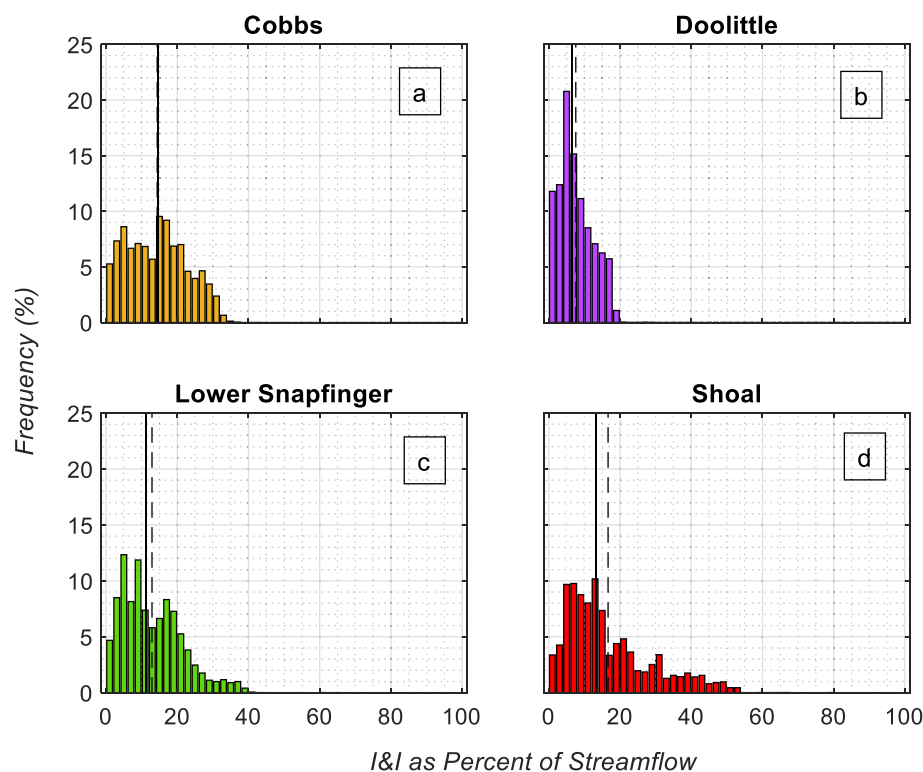 Cobbs
Doolittle
25
20
15
10
5
0
a
b
Lower Snapfinger
Shoal
25
20
15
10
5
0
c
d
0 20 40 60 80 100
0 20 40 60 80 100
Frequency (%)
I&I as Percent of Streamflow